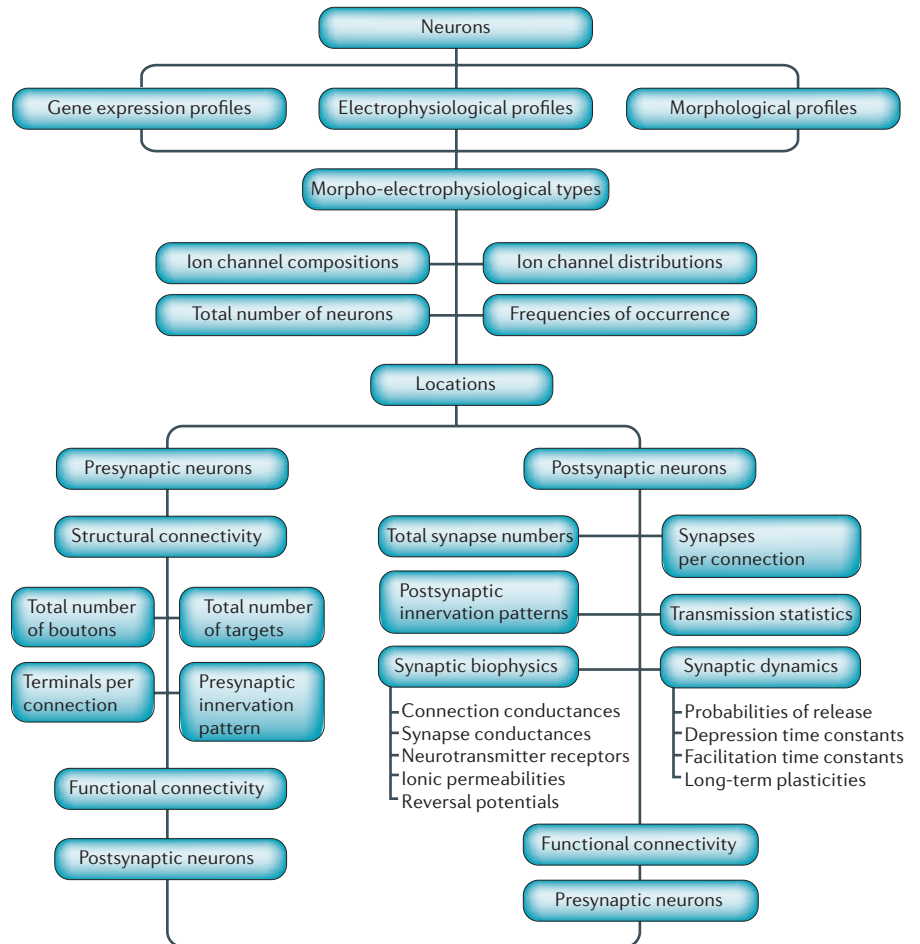 Neurons
Gene expression profiles
Electrophysiological profiles
Morphological profiles
Morpho-electrophysiological types
Ion channel compositions
Ion channel distributions
Total number of neurons
Frequencies of occurrence
Locations
Presynaptic neurons
Structural connectivity
Total number
of boutons
Total number
of targets
Terminals per
connection
Presynaptic
innervation
pattern
Functional connectivity
Postsynaptic neurons
Postsynaptic neurons
Total synapse numbers
Synapses
per connection
Postsynaptic
innervation patterns
Transmission statistics
Synaptic biophysics
Connection conductances
Synapse conductances
Neurotransmitter receptors
Ionic permeabilities
Reversal potentials
Synaptic dynamics
Probabilities of release
Depression time constants
Facilitation time constants
Long-term plasticities
Functional connectivity
Presynaptic neurons